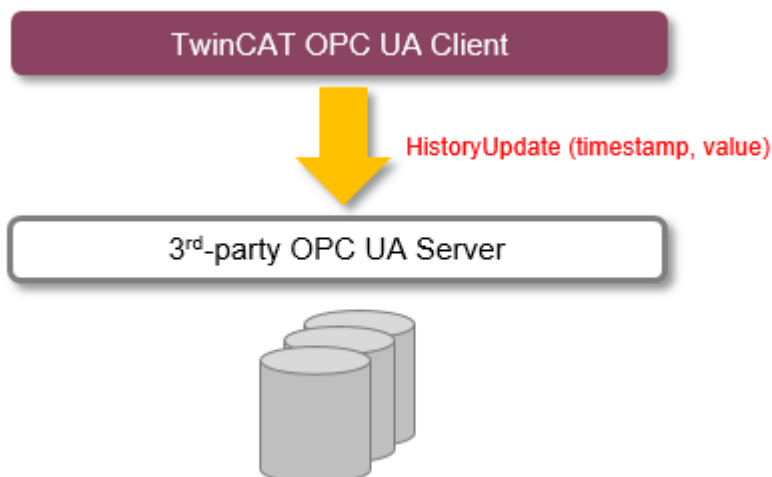 TwinCAT OPC UA Client
HistoryUpdate (timestamp, value)
3rd-party OPC UA Server